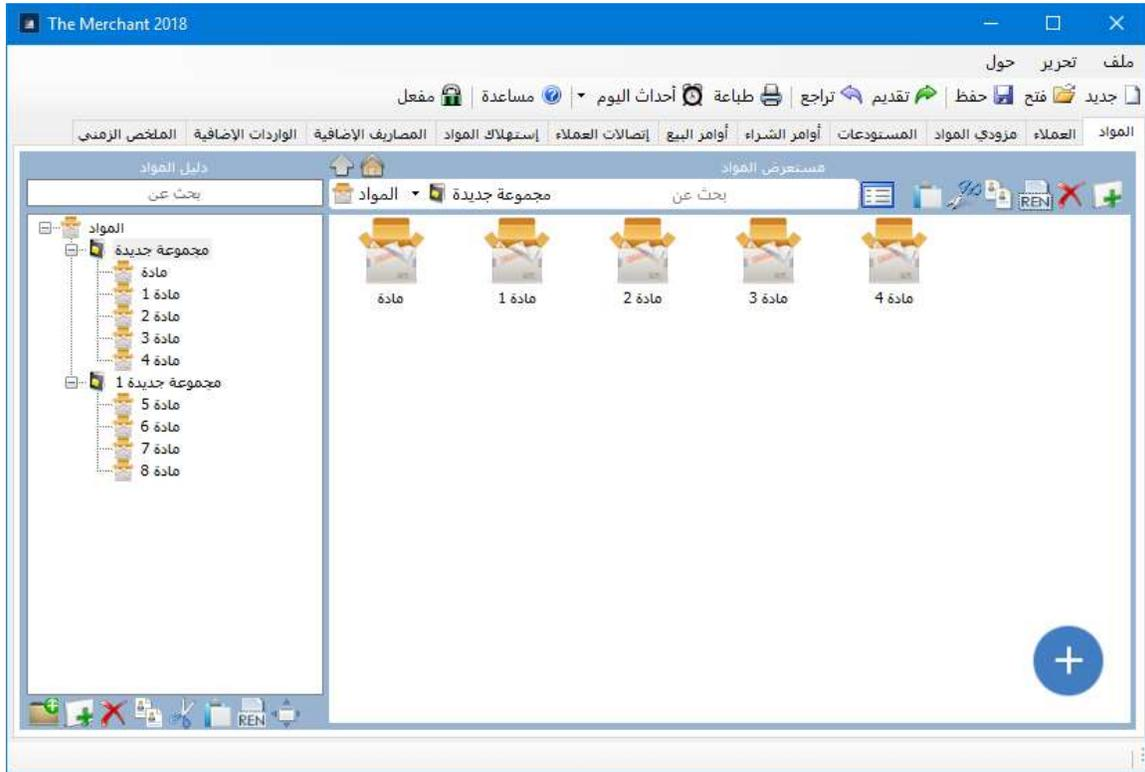 The Merchant 2018
ملف تحرير حول
جديد فتح حفظ تقديم تراجع طباعة أحداث اليوم مساعدة مفعل
المواد العملاء مزودي المواد المستودعات أوامر الشراء أوامر البيع إتصالات العملاء إستهلاك المواد المصاريف الإضافية الواردات الإضافية الملخص الزمني
مستعرض المواد
REN
بحث عن
المواد مجموعة جديدة
مادة
مادة 1
مادة 2
مادة 3
مادة 4
دليل المواد
بحث عن
المواد
مجموعة جديدة
مادة
مادة 1
مادة 2
مادة 3
مادة 4
مجموعة جديدة 1
مادة 5
مادة 6
مادة 7
مادة 8
REN